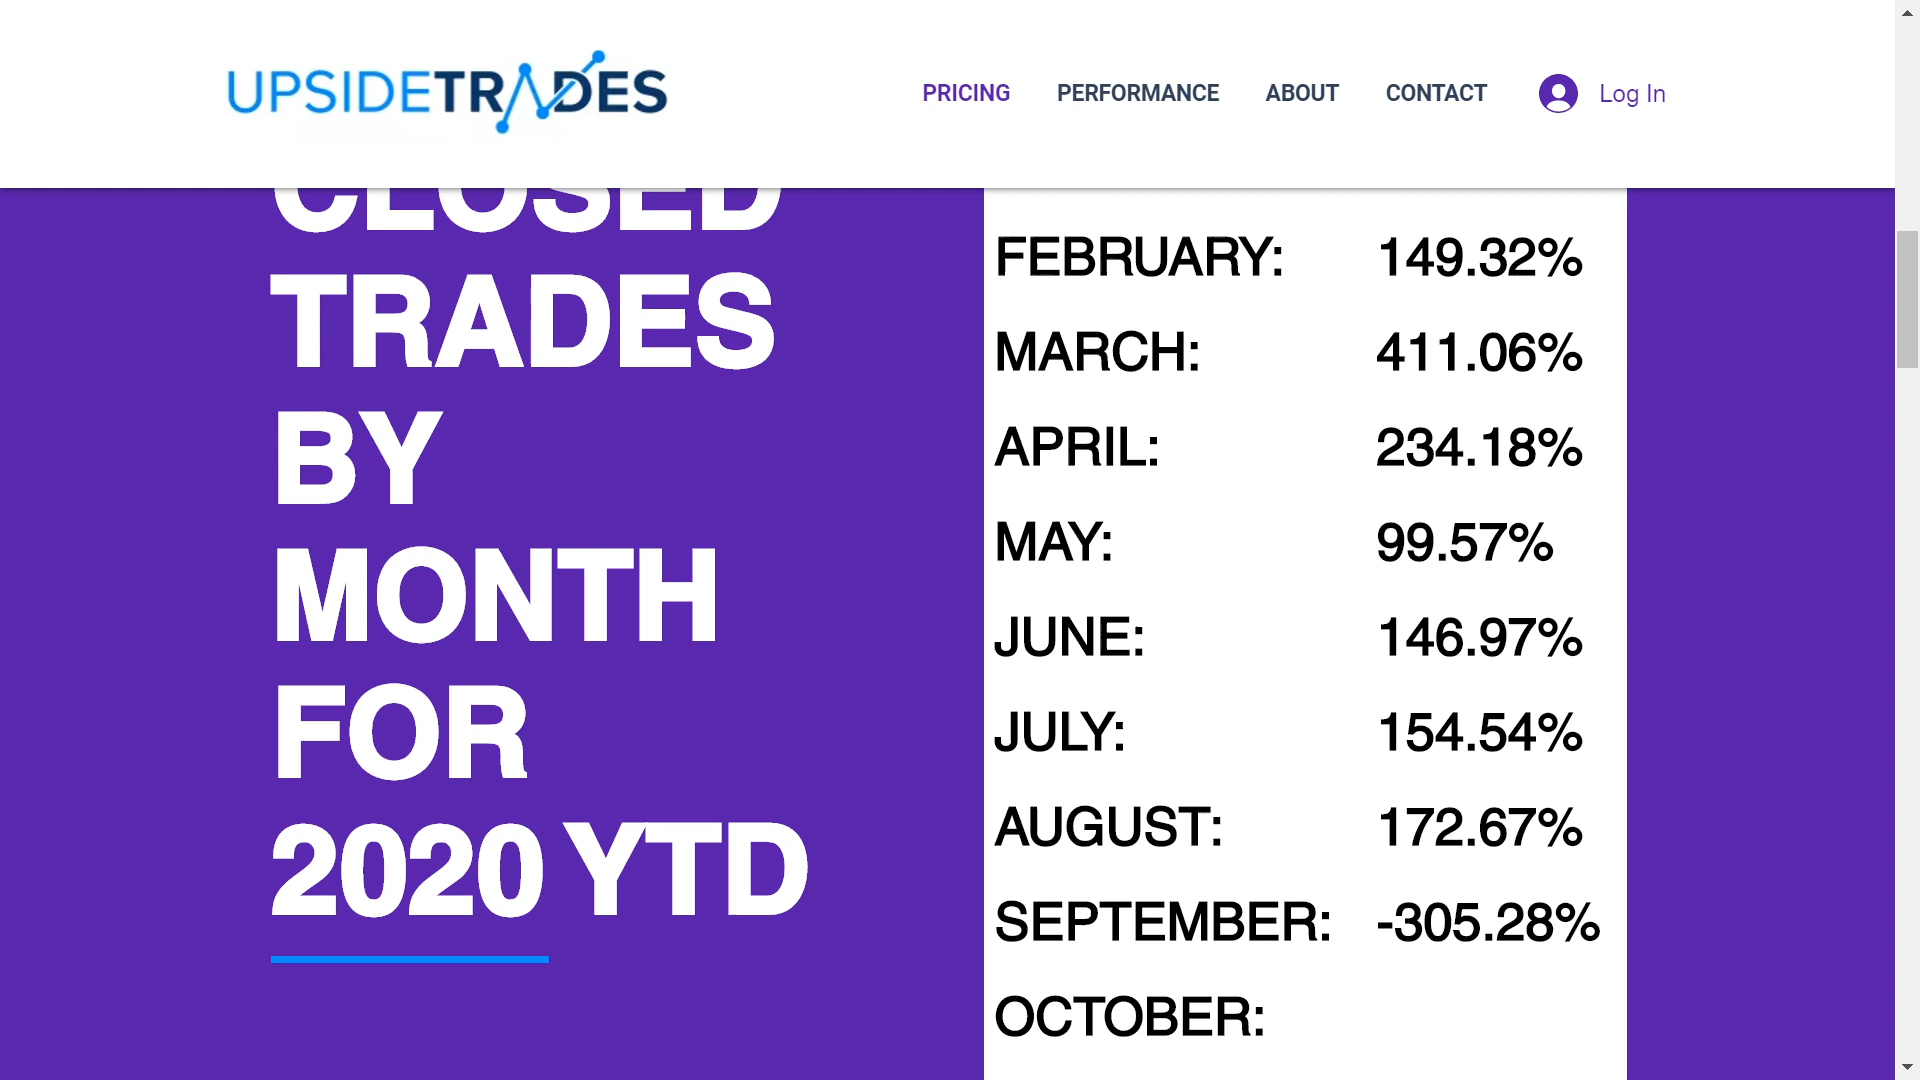 UPSIDETRADES
PRICING PERFORMANCE ABOUT CONTACT Log In
CLOSED
TRADES
BY
MONTH
FOR
2020 YTD
FEBRUARY: 149.32%
MARCH: 411.06%
APRIL: 234.18%
MAY: 99.57%
JUNE: 146.97%
JULY: 154.54%
AUGUST: 172.67%
SEPTEMBER: -305.28%
OCTOBER: